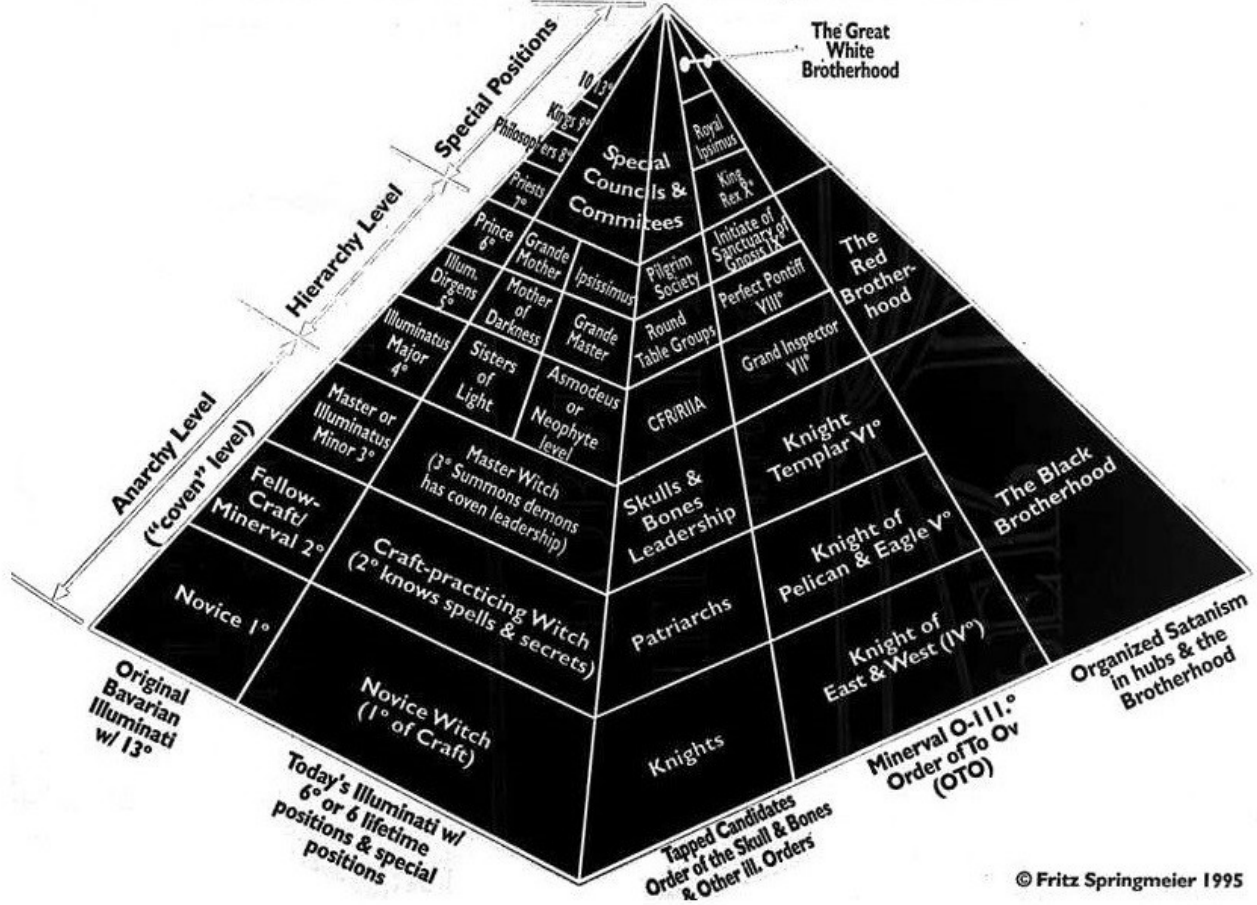 The Great
White
Brotherhood
Special Positions
Hierarchy Level
Anarchy Level
("coven" level)
10 13°
Kings 9°
Philosophers 8°
Priests
7°
Prince
6°
Illum.
Dirgens
5°
Illuminatus
Major
4°
Master or
Illuminatus
Minor 3°
Fellow-
Craft/
Minerval 2°
Novice 1°
Special
Councils &
Commitees
Grande
Mother
Ipsissimus
Mother
of
Darkness
Grande
Master
Sisters
of
Light
Asmodeus
or
Neophyte
level
Master Witch
(3° Summons demons
has coven leadership)
Craft-practicing Witch
(2° knows spells & secrets)
Novice Witch
(1° of Craft)
Pilgrim
Society
Round
Table Groups
CFR/RIIA
Skulls &
Bones
Leadership
Patriarchs
Knights
Royal
Ipsimus
King
Rex X°
Initiate of
Sanctuary of
Gnosis IX°
Perfect Pontiff
VIII°
Grand Inspector
VII°
Knight
Templar VI°
Knight of
Pelican & Eagle V°
Knight of
East & West (IV°)
The
Red
Brother-
hood
The Black
Brotherhood
Original
Bavarian
Illuminati
w/ 13°
Today's Illuminati w/
6° or 6 lifetime
positions & special
positions
Tapped Candidates
Order of the Skull & Bones
& Other ill. Orders
Minerval O-III.°
Order of To Ov
(OTO)
Organized Satanism
in hubs & the
Brotherhood
© Fritz Springmeier 1995